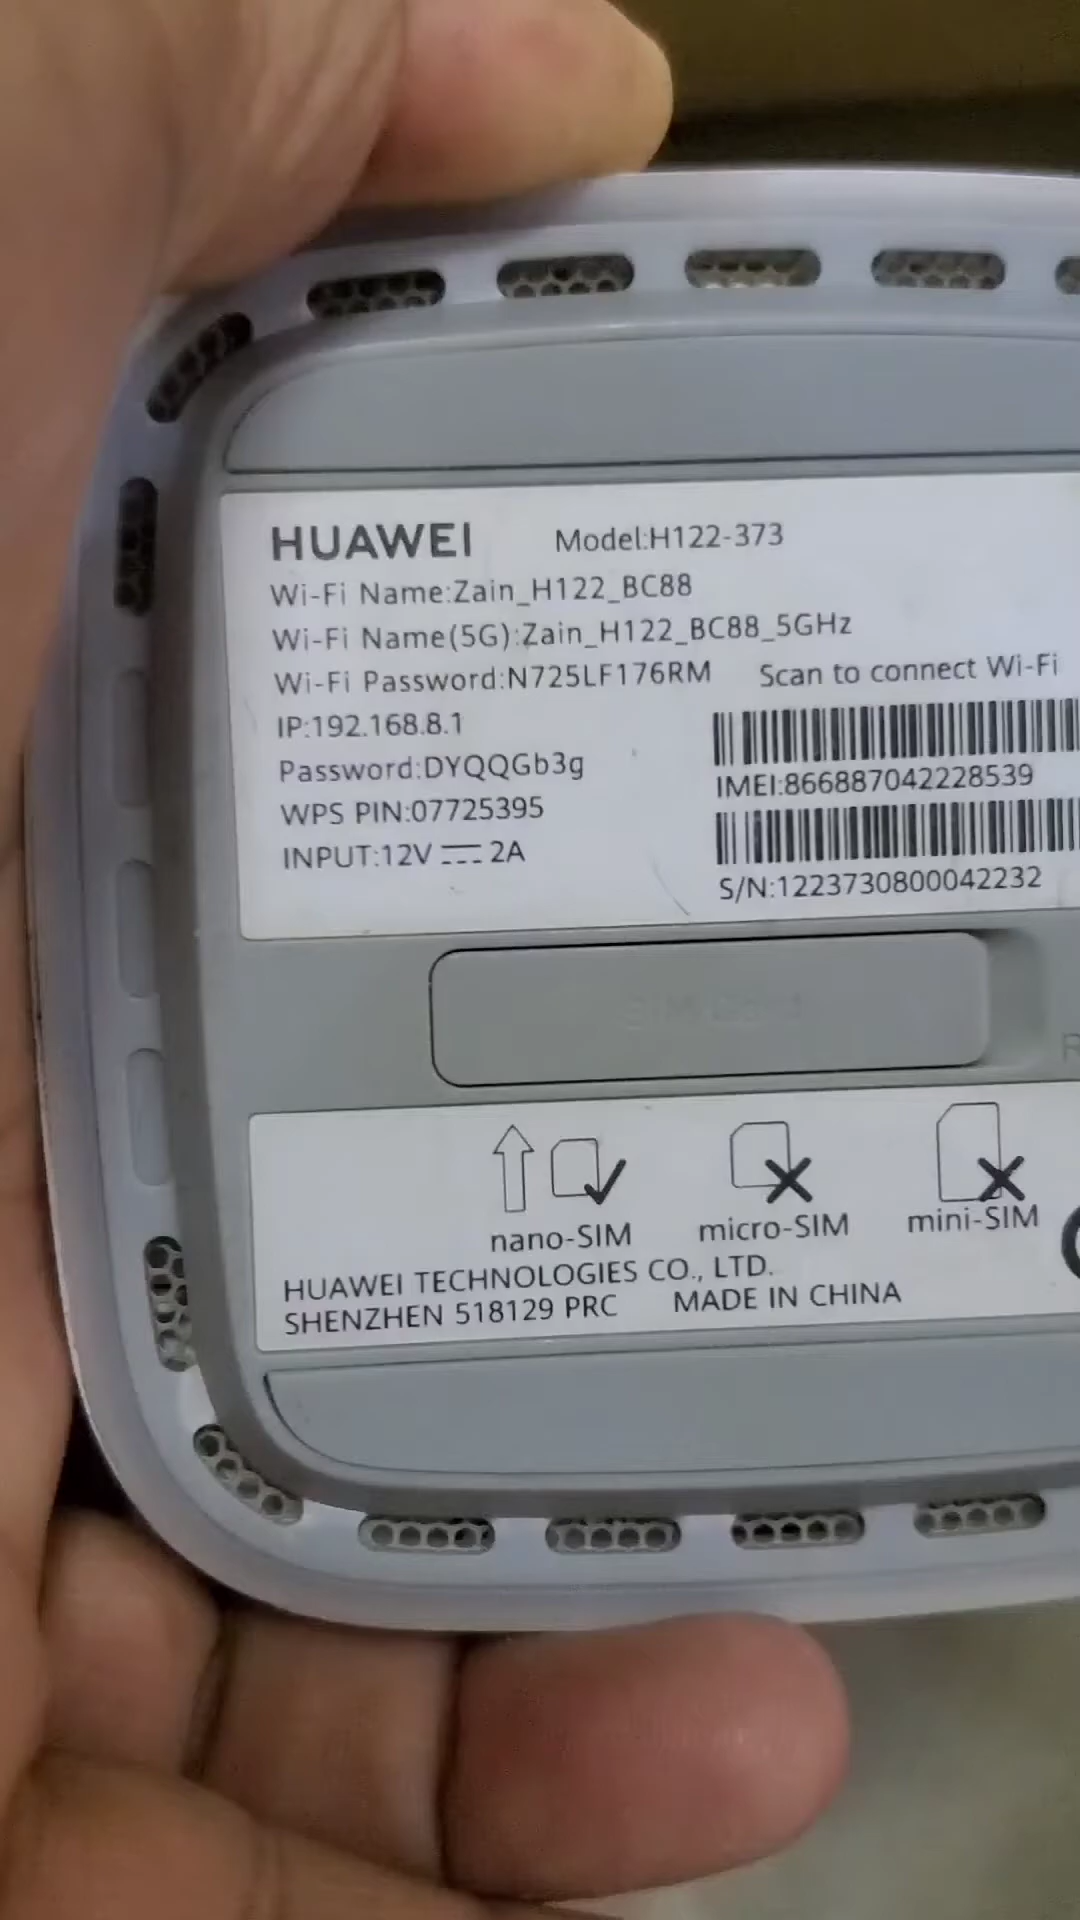 HUAWEI Model:H122-373
Wi-Fi Name:Zain_H122_BC88
Wi-Fi Name(5G):Zain_H122_BC88_5GHz
Wi-Fi Password:N725LF176RM Scan to connect Wi-Fi
IP:192.168.8.1
Password:DYQQGb3g
IMEI:866887042228539
WPS PIN:07725395
INPUT:12V ⎓ 2A
S/N:1223730800042232
SIM Card
nano-SIM micro-SIM mini-SIM
HUAWEI TECHNOLOGIES CO., LTD.
SHENZHEN 518129 PRC MADE IN CHINA